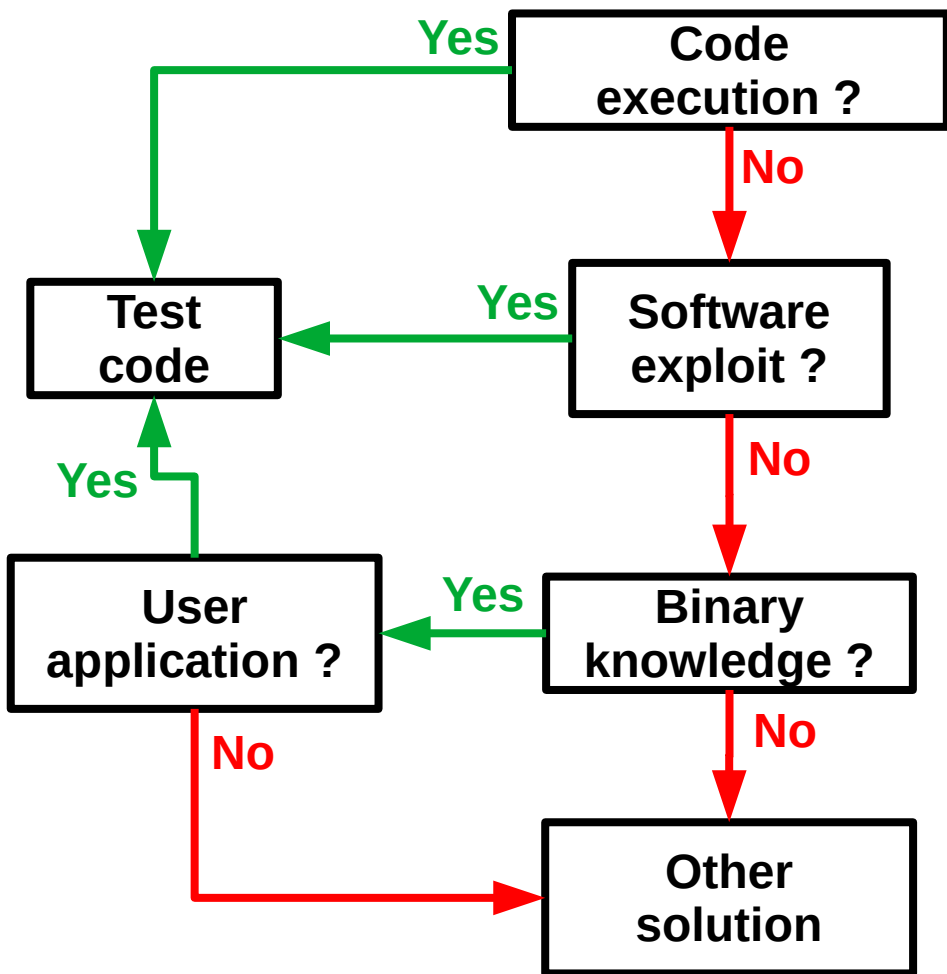 Yes
Code
execution ?
No
Test
code
Yes
Software
exploit ?
No
Yes
User
application ?
Yes
Binary
knowledge ?
No
No
Other
solution